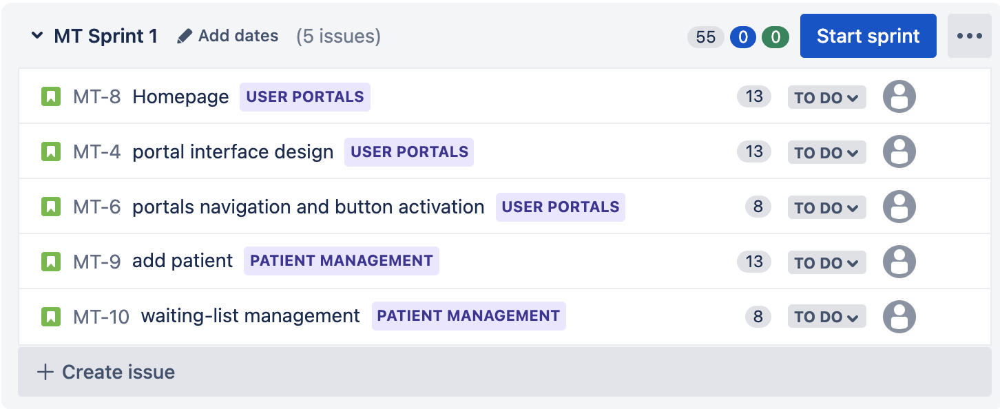 MT Sprint 1 Add dates (5 issues) 55 0 0 Start sprint
MT-8 Homepage USER PORTALS 13 TO DO
MT-4 portal interface design USER PORTALS 13 TO DO
MT-6 portals navigation and button activation USER PORTALS 8 TO DO
MT-9 add patient PATIENT MANAGEMENT 13 TO DO
MT-10 waiting-list management PATIENT MANAGEMENT 8 TO DO
+ Create issue